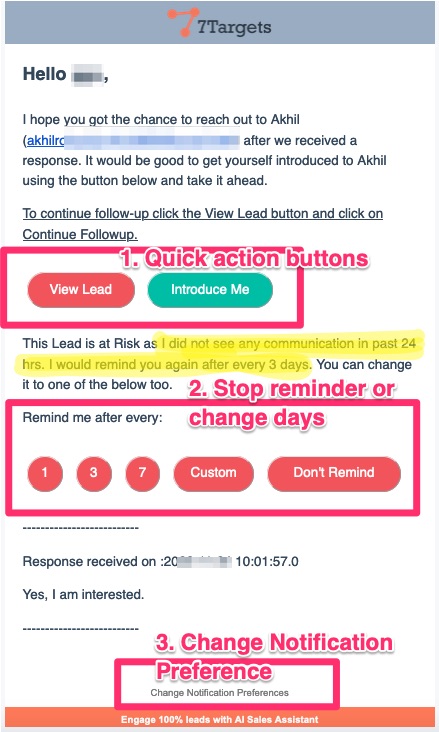 7Targets
Hello ,
I hope you got the chance to reach out to Akhil
(akhilr after we received a
response. It would be good to get yourself introduced to Akhil
using the button below and take it ahead.
To continue follow-up click the View Lead button and click on
Continue Followup.
1. Quick action buttons
View Lead Introduce Me
This Lead is at Risk as I did not see any communication in past 24
hrs. I would remind you again after every 3 days. You can change
it to one of the below too.
2. Stop reminder or
change days
Remind me after every:
1 3 7 Custom Don't Remind
--------------------------
Response received on :20 10:01:57.0
Yes, I am interested.
--------------------------
3. Change Notification
Preference
Change Notification Preferences
Engage 100% leads with AI Sales Assistant